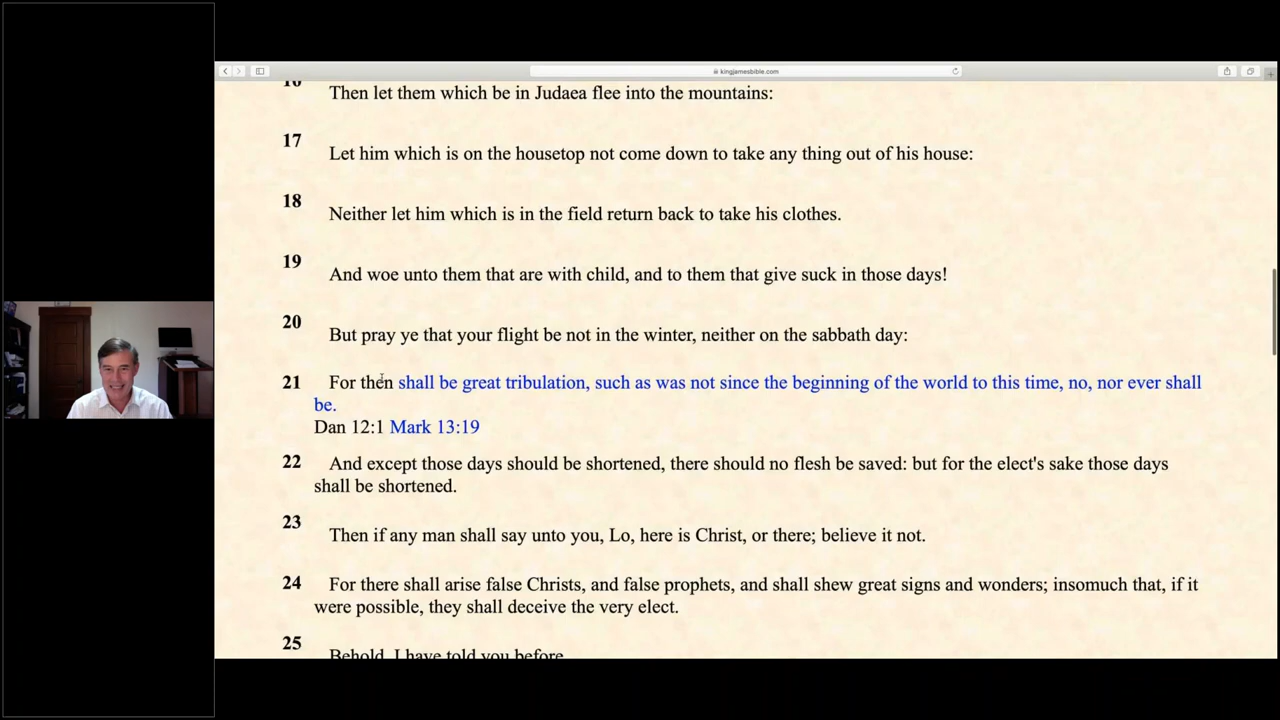 kingjamesbible.com
16
Then let them which be in Judaea flee into the mountains:
17
Let him which is on the housetop not come down to take any thing out of his house:
18
Neither let him which is in the field return back to take his clothes.
19
And woe unto them that are with child, and to them that give suck in those days!
20
But pray ye that your flight be not in the winter, neither on the sabbath day:
21 For then shall be great tribulation, such as was not since the beginning of the world to this time, no, nor ever shall
be.
Dan 12:1 Mark 13:19
22 And except those days should be shortened, there should no flesh be saved: but for the elect's sake those days
shall be shortened.
23
Then if any man shall say unto you, Lo, here is Christ, or there; believe it not.
24 For there shall arise false Christs, and false prophets, and shall shew great signs and wonders; insomuch that, if it
were possible, they shall deceive the very elect.
25
Behold, I have told you before.